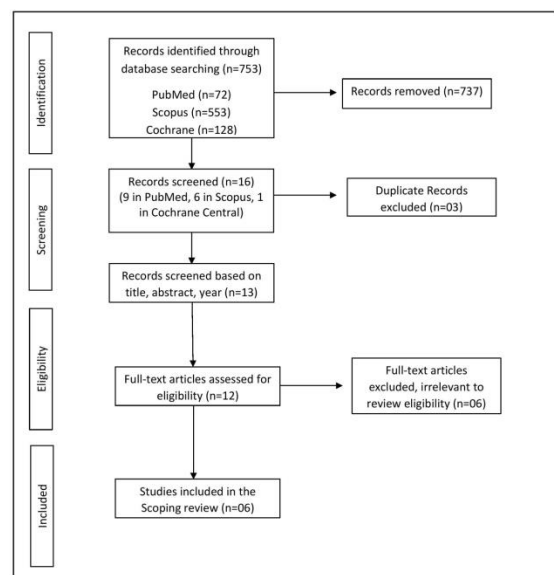 Identification
Records identified through
database searching (n=753)
PubMed (n=72)
Scopus (n=553)
Cochrane (n=128)
Records removed (n=737)
Screening
Records screened (n=16)
(9 in PubMed, 6 in Scopus, 1
in Cochrane Central)
Duplicate Records
excluded (n=03)
Records screened based on
title, abstract, year (n=13)
Eligibility
Full-text articles assessed for
eligibility (n=12)
Full-text articles
excluded, irrelevant to
review eligibility (n=06)
Included
Studies included in the
Scoping review (n=06)